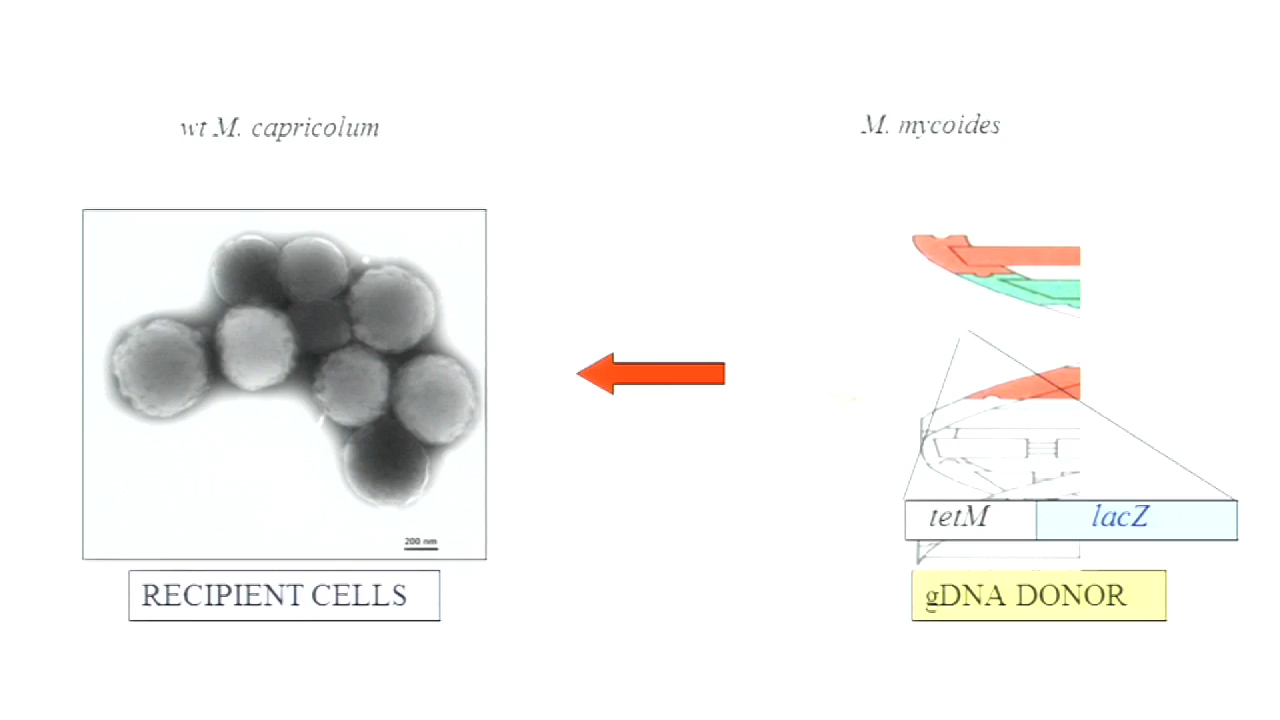 wt M. capricolum
M. mycoides
200 nm
tetM
lacZ
RECIPIENT CELLS
gDNA DONOR